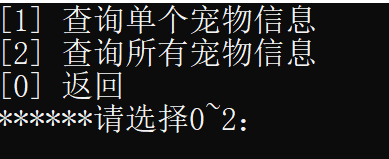 [1] 查询单个宠物信息
[2] 查询所有宠物信息
[0] 返回
******请选择0~2: